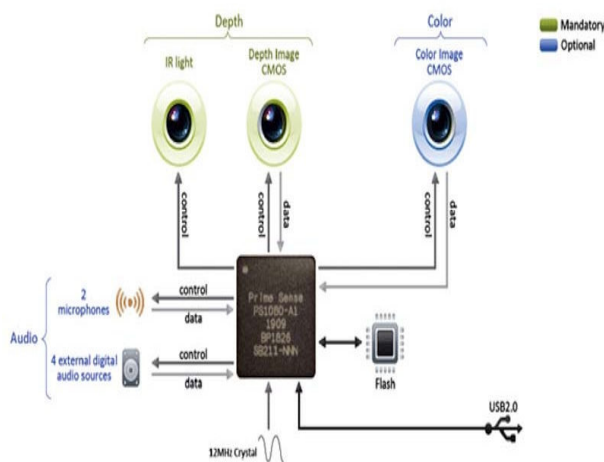 Depth
Color
Mandatory
Optional
IR light
Depth Image
CMOS
Color Image
CMOS
control
control
data
control
data
Prime Sense
PS1080-A1
1909
BP1826
SB211-NNN
Audio
2
microphones
control
data
4 external digital
audio sources
control
data
Flash
USB2.0
12MHz Crystal